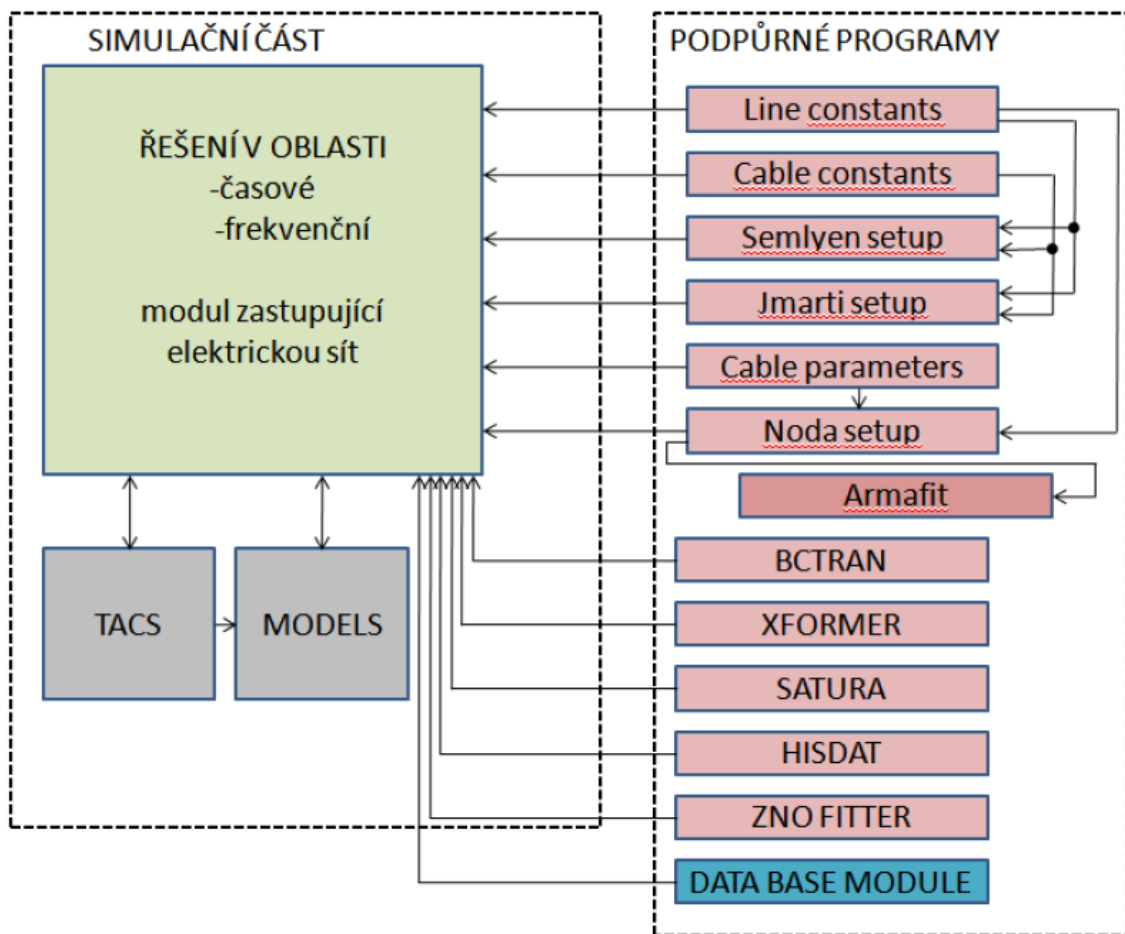 SIMULAČNÍ ČÁST
ŘEŠENÍ V OBLASTI
-časové
-frekvenční
modul zastupující
elektrickou sít
TACS
MODELS
PODPŮRNÉ PROGRAMY
Line constants
Cable constants
Semlyen setup
Jmarti setup
Cable parameters
Noda setup
Armafit
BCTRAN
XFORMER
SATURA
HISDAT
ZNO FITTER
DATA BASE MODULE